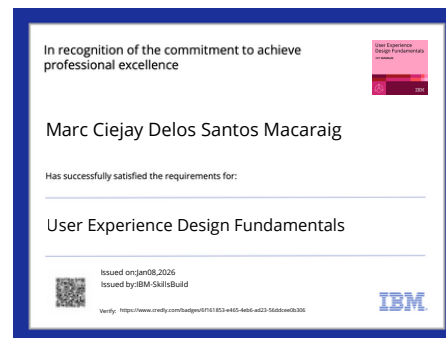 In recognition of the commitment to achieve
professional excellence
User Experience
Design Fundamentals
IBM
Marc Ciejay Delos Santos Macaraig
Has successfully satisfied the requirements for:
User Experience Design Fundamentals
Issued on:Jan08,2026
Issued by:IBM-SkillsBuild
Verify: https://www.credly.com/badges/6f161853-e465-4eb6-ad23-56ddcee0b306
IBM